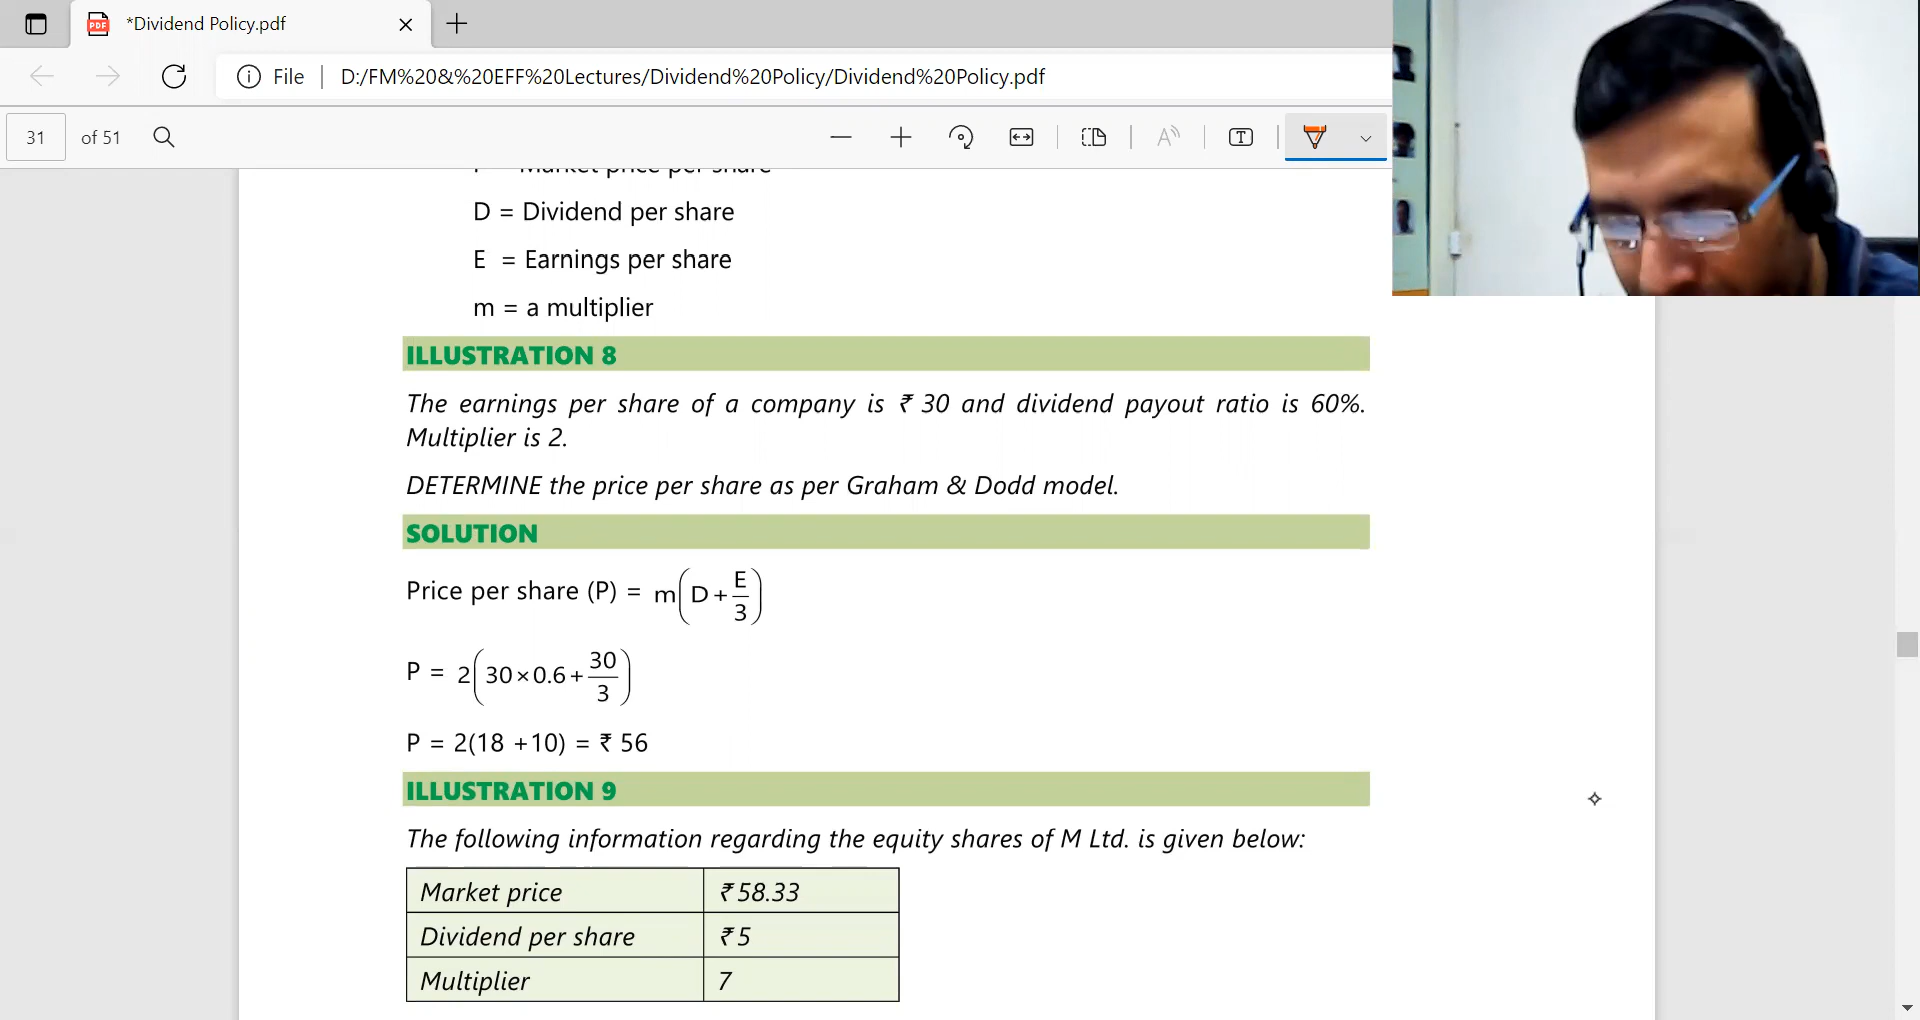 *Dividend Policy.pdf
File D:/FM%20&%20EFF%20Lectures/Dividend%20Policy/Dividend%20Policy.pdf
31 of 51
Market price per share
D = Dividend per share
E = Earnings per share
m = a multiplier
ILLUSTRATION 8
The earnings per share of a company is ₹ 30 and dividend payout ratio is 60%.
Multiplier is 2.
DETERMINE the price per share as per Graham & Dodd model.
SOLUTION
Price per share (P) = m(D + E/3)
P = 2(30×0.6 + 30/3)
P = 2(18 +10) = ₹ 56
ILLUSTRATION 9
The following information regarding the equity shares of M Ltd. is given below:
Market price ₹ 58.33
Dividend per share ₹ 5
Multiplier 7